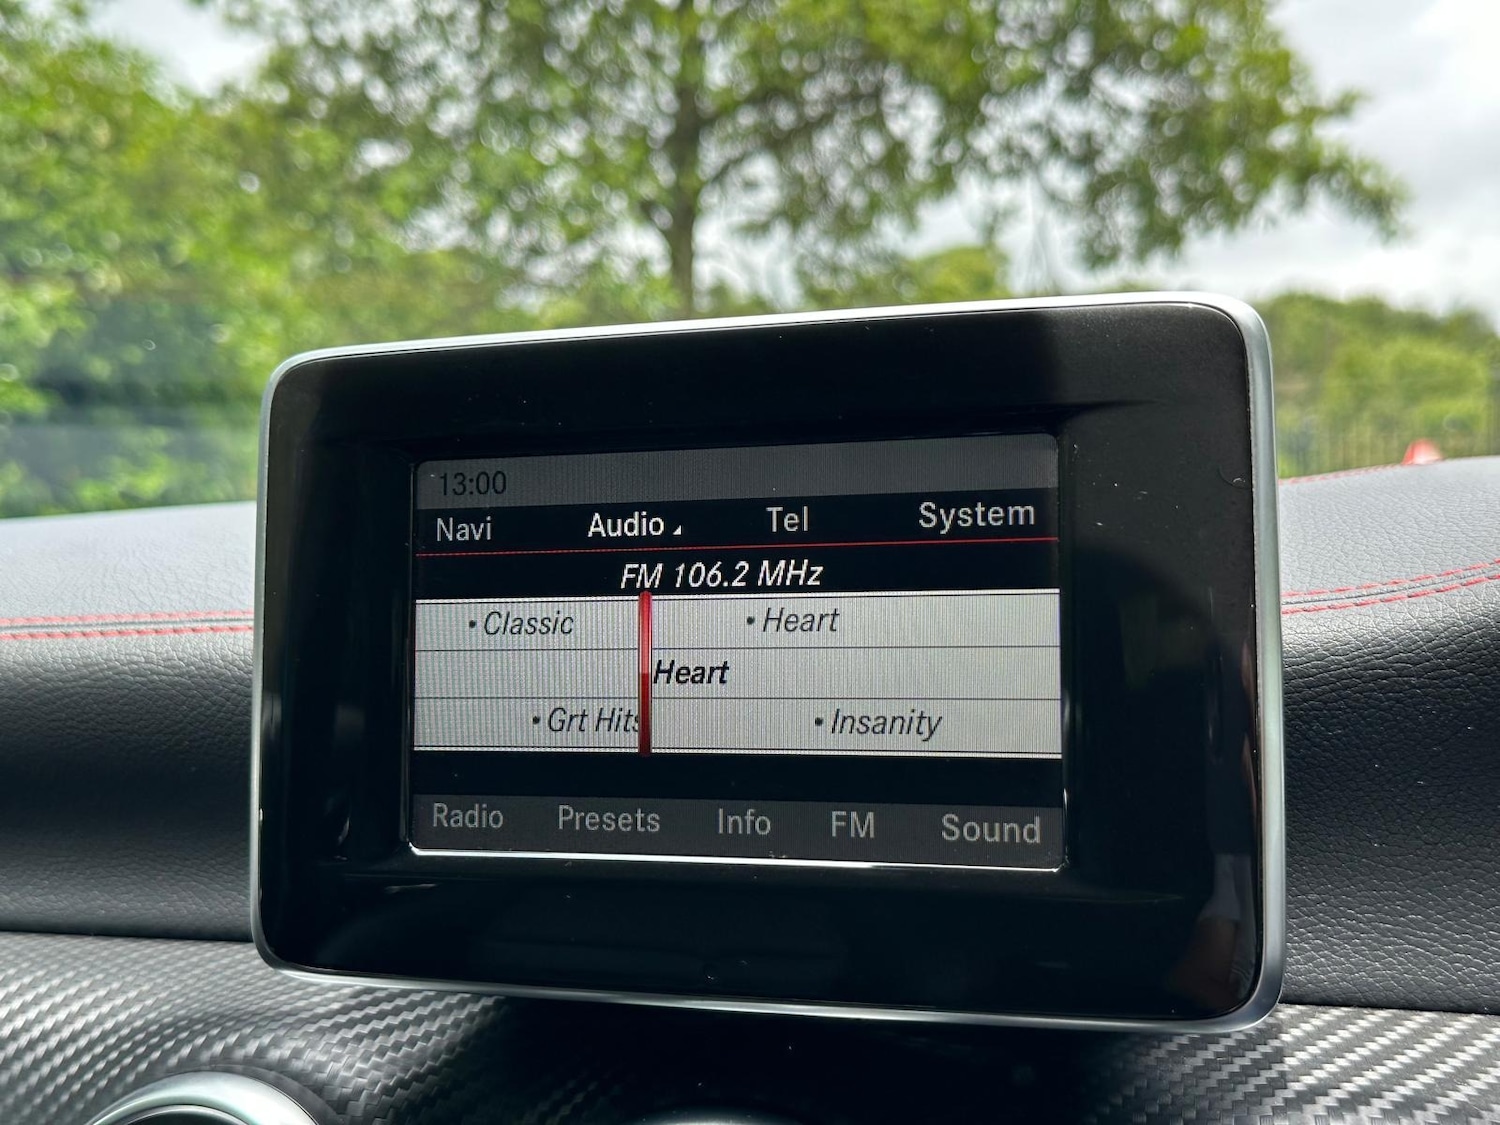 13:00
Navi Audio Tel System
FM 106.2 MHz
• Classic • Heart
Heart
• Grt Hits • Insanity
Radio Presets Info FM Sound